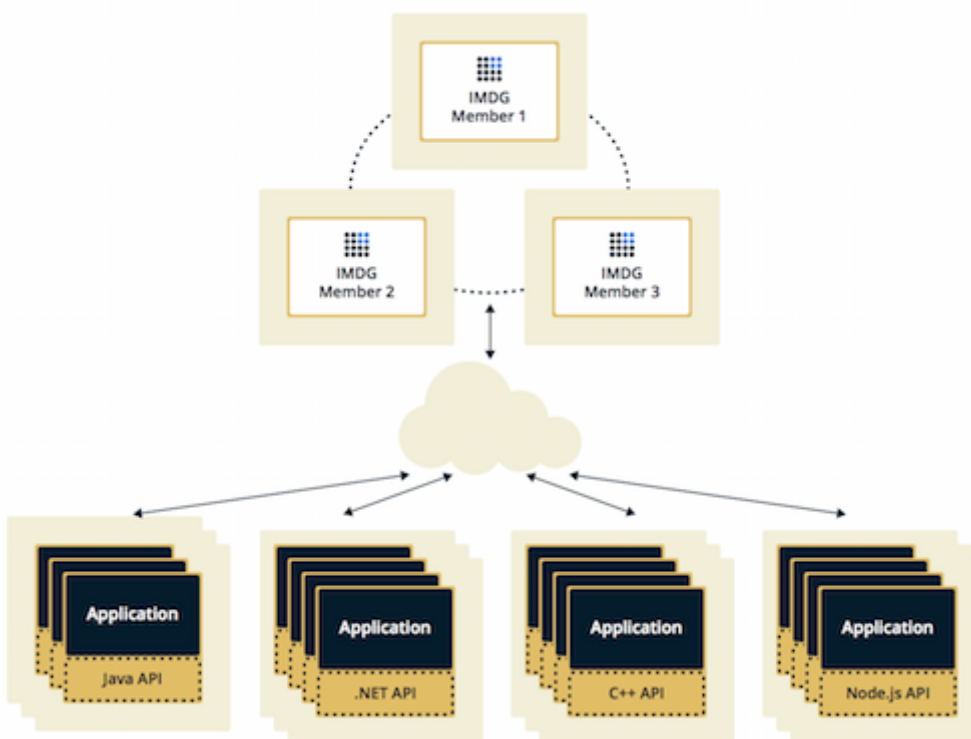 IMDG
Member 1
IMDG
Member 2
IMDG
Member 3
Application
Java API
Application
.NET API
Application
C++ API
Application
Node.js API